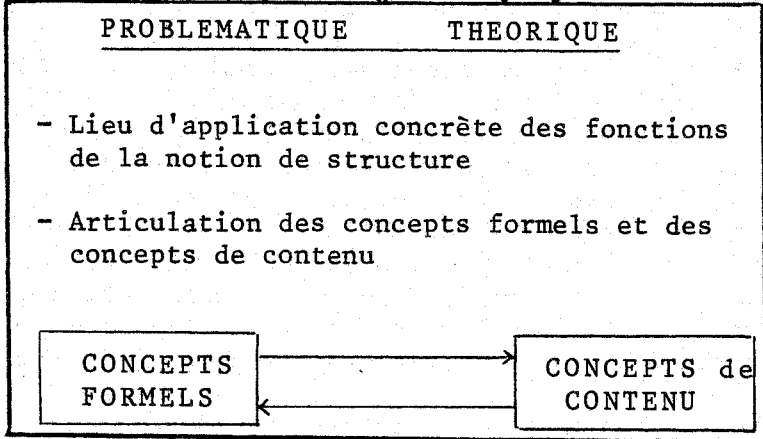 PROBLEMATIQUE THEORIQUE
- Lieu d'application concrète des fonctions
de la notion de structure
- Articulation des concepts formels et des
concepts de contenu
CONCEPTS
FORMELS
CONCEPTS de
CONTENU